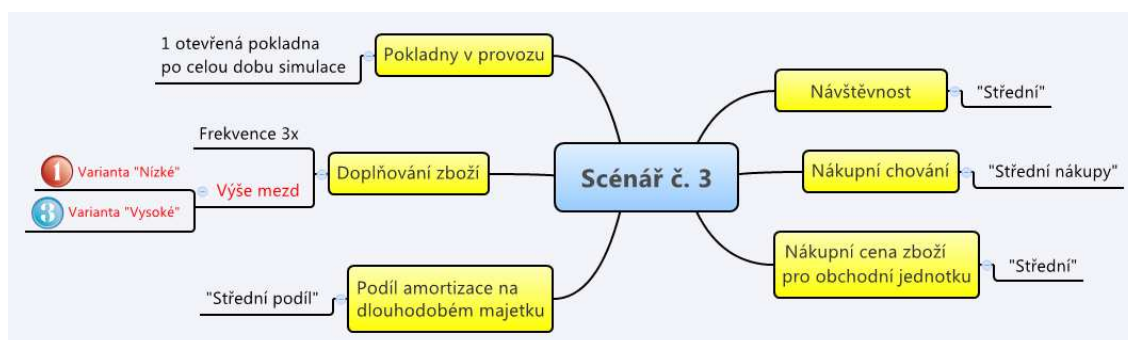 Scénář č. 3
Pokladny v provozu
1 otevřená pokladna
po celou dobu simulace
Doplňování zboží
Frekvence 3x
Výše mezd
1 Varianta "Nízké"
3 Varianta "Vysoké"
Podíl amortizace na
dlouhodobém majetku
"Střední podíl"
Návštěvnost
"Střední"
Nákupní chování
"Střední nákupy"
Nákupní cena zboží
pro obchodní jednotku
"Střední"